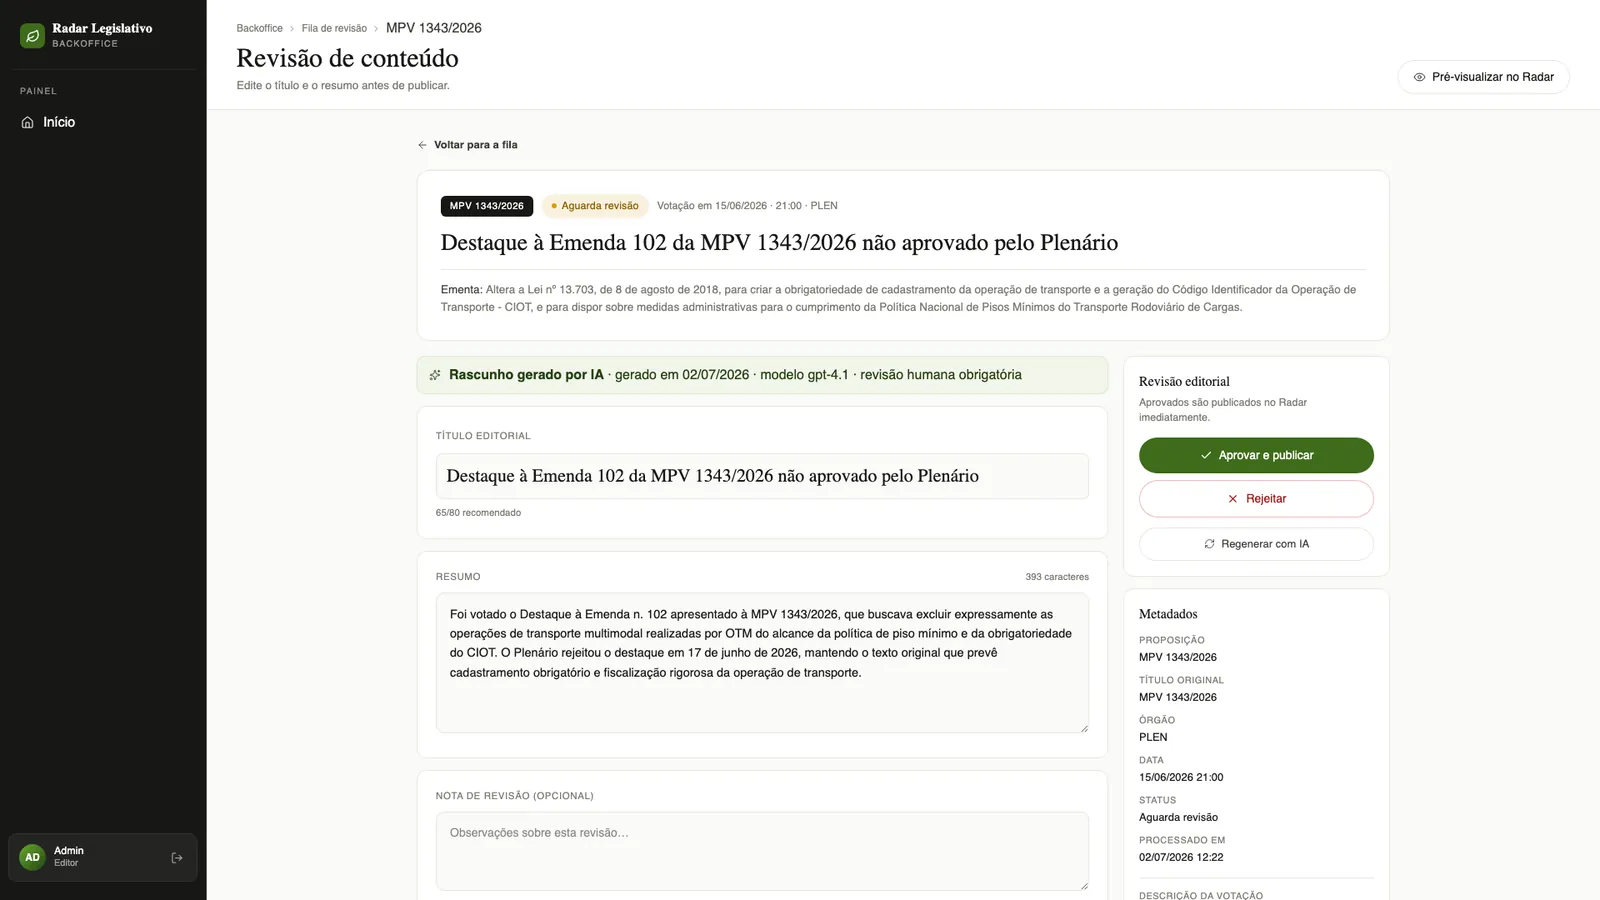 Radar Legislativo
BACKOFFICE
PAINEL
Início
AD
Admin
Editor
Backoffice › Fila de revisão › MPV 1343/2026
Revisão de conteúdo
Edite o título e o resumo antes de publicar.
Pré-visualizar no Radar
Voltar para a fila
MPV 1343/2026 Aguarda revisão Votação em 15/06/2026 · 21:00 · PLEN
Destaque à Emenda 102 da MPV 1343/2026 não aprovado pelo Plenário
Ementa: Altera a Lei nº 13.703, de 8 de agosto de 2018, para criar a obrigatoriedade de cadastramento da operação de transporte e a geração do Código Identificador da Operação de
Transporte - CIOT, e para dispor sobre medidas administrativas para o cumprimento da Política Nacional de Pisos Mínimos do Transporte Rodoviário de Cargas.
Rascunho gerado por IA · gerado em 02/07/2026 · modelo gpt-4.1 · revisão humana obrigatória
TÍTULO EDITORIAL
Destaque à Emenda 102 da MPV 1343/2026 não aprovado pelo Plenário
65/80 recomendado
RESUMO 393 caracteres
Foi votado o Destaque à Emenda n. 102 apresentado à MPV 1343/2026, que buscava excluir expressamente as
operações de transporte multimodal realizadas por OTM do alcance da política de piso mínimo e da obrigatoriedade
do CIOT. O Plenário rejeitou o destaque em 17 de junho de 2026, mantendo o texto original que prevê
cadastramento obrigatório e fiscalização rigorosa da operação de transporte.
NOTA DE REVISÃO (OPCIONAL)
Observações sobre esta revisão…
Revisão editorial
Aprovados são publicados no Radar
imediatamente.
Aprovar e publicar
Rejeitar
Regenerar com IA
Metadados
PROPOSIÇÃO
MPV 1343/2026
TÍTULO ORIGINAL
MPV 1343/2026
ÓRGÃO
PLEN
DATA
15/06/2026 21:00
STATUS
Aguarda revisão
PROCESSADO EM
02/07/2026 12:22
DESCRIÇÃO DA VOTAÇÃO